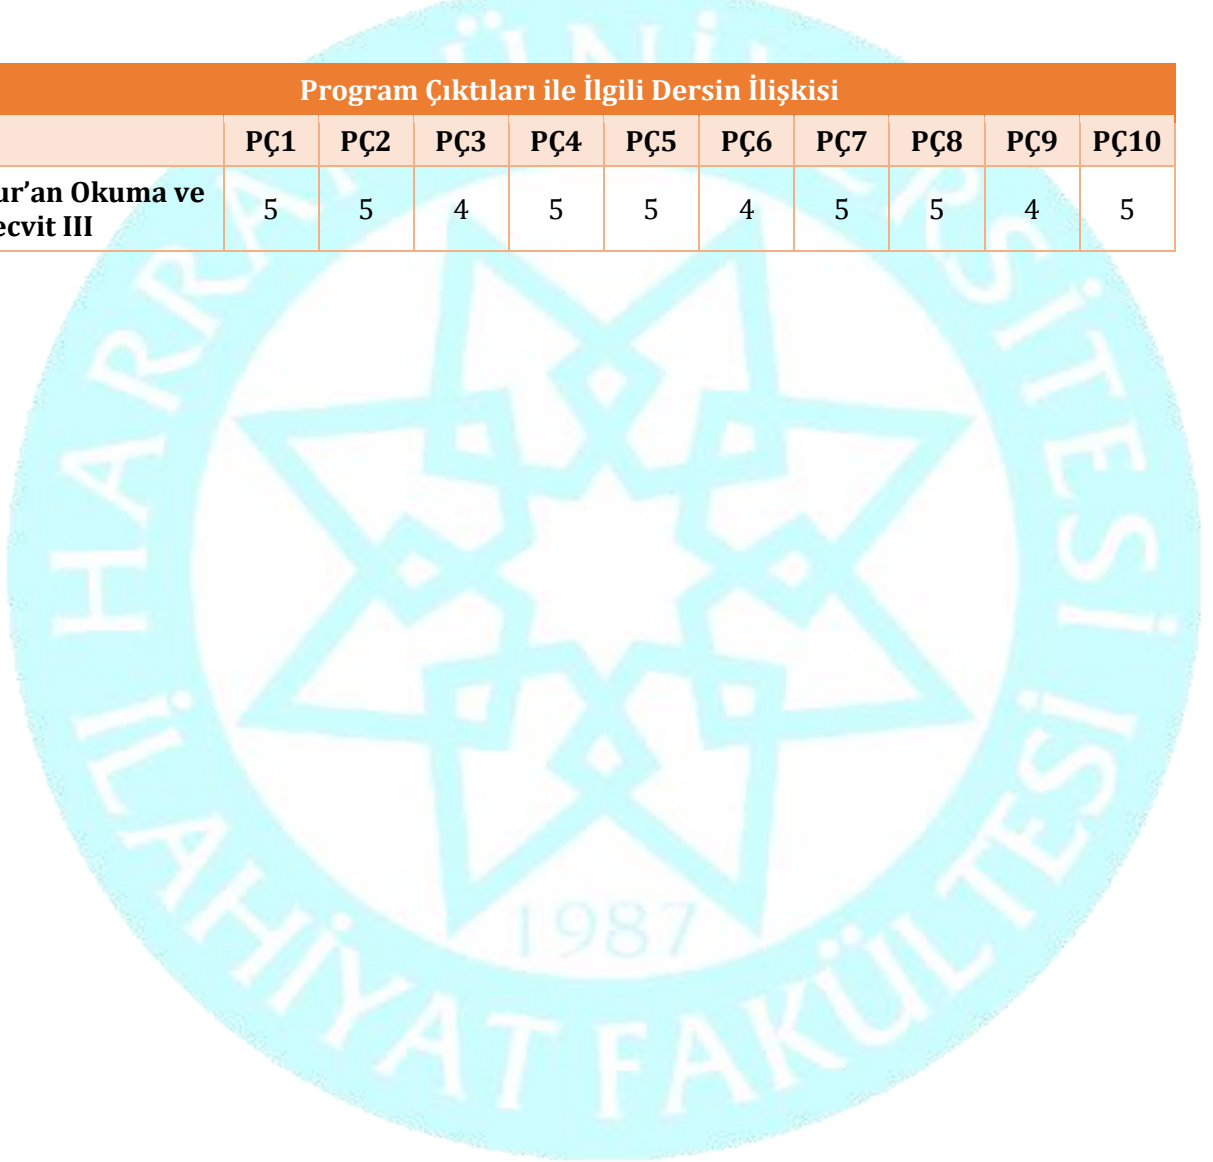 Program Çıktıları ile İlgili Dersin İlişkisi
PÇ1 PÇ2 PÇ3 PÇ4 PÇ5 PÇ6 PÇ7 PÇ8 PÇ9 PÇ10
ur’an Okuma ve
ecvit III
5 5 4 5 5 4 5 5 4 5
HARRAN ÜNİVERSİTESİ
İLAHİYAT FAKÜLTESİ
1987